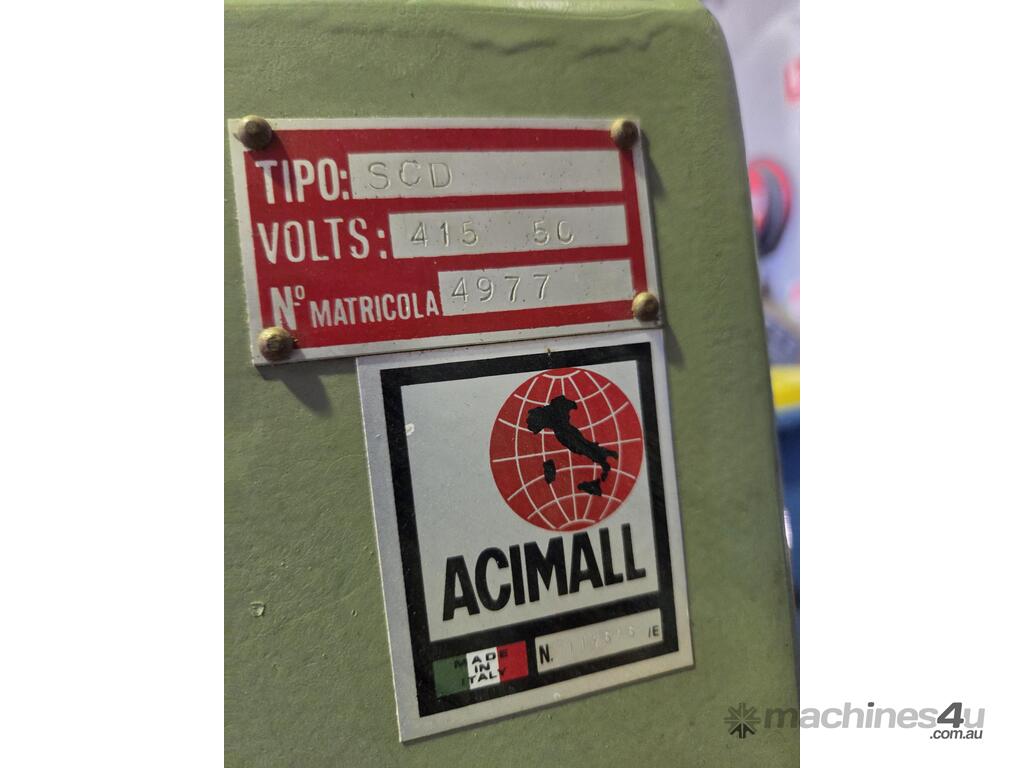 TIPO: SCD
VOLTS: 415 50
Nº MATRICOLA 4977
ACIMALL
MADE
IN
ITALY
N. /E
machines4u
.com.au